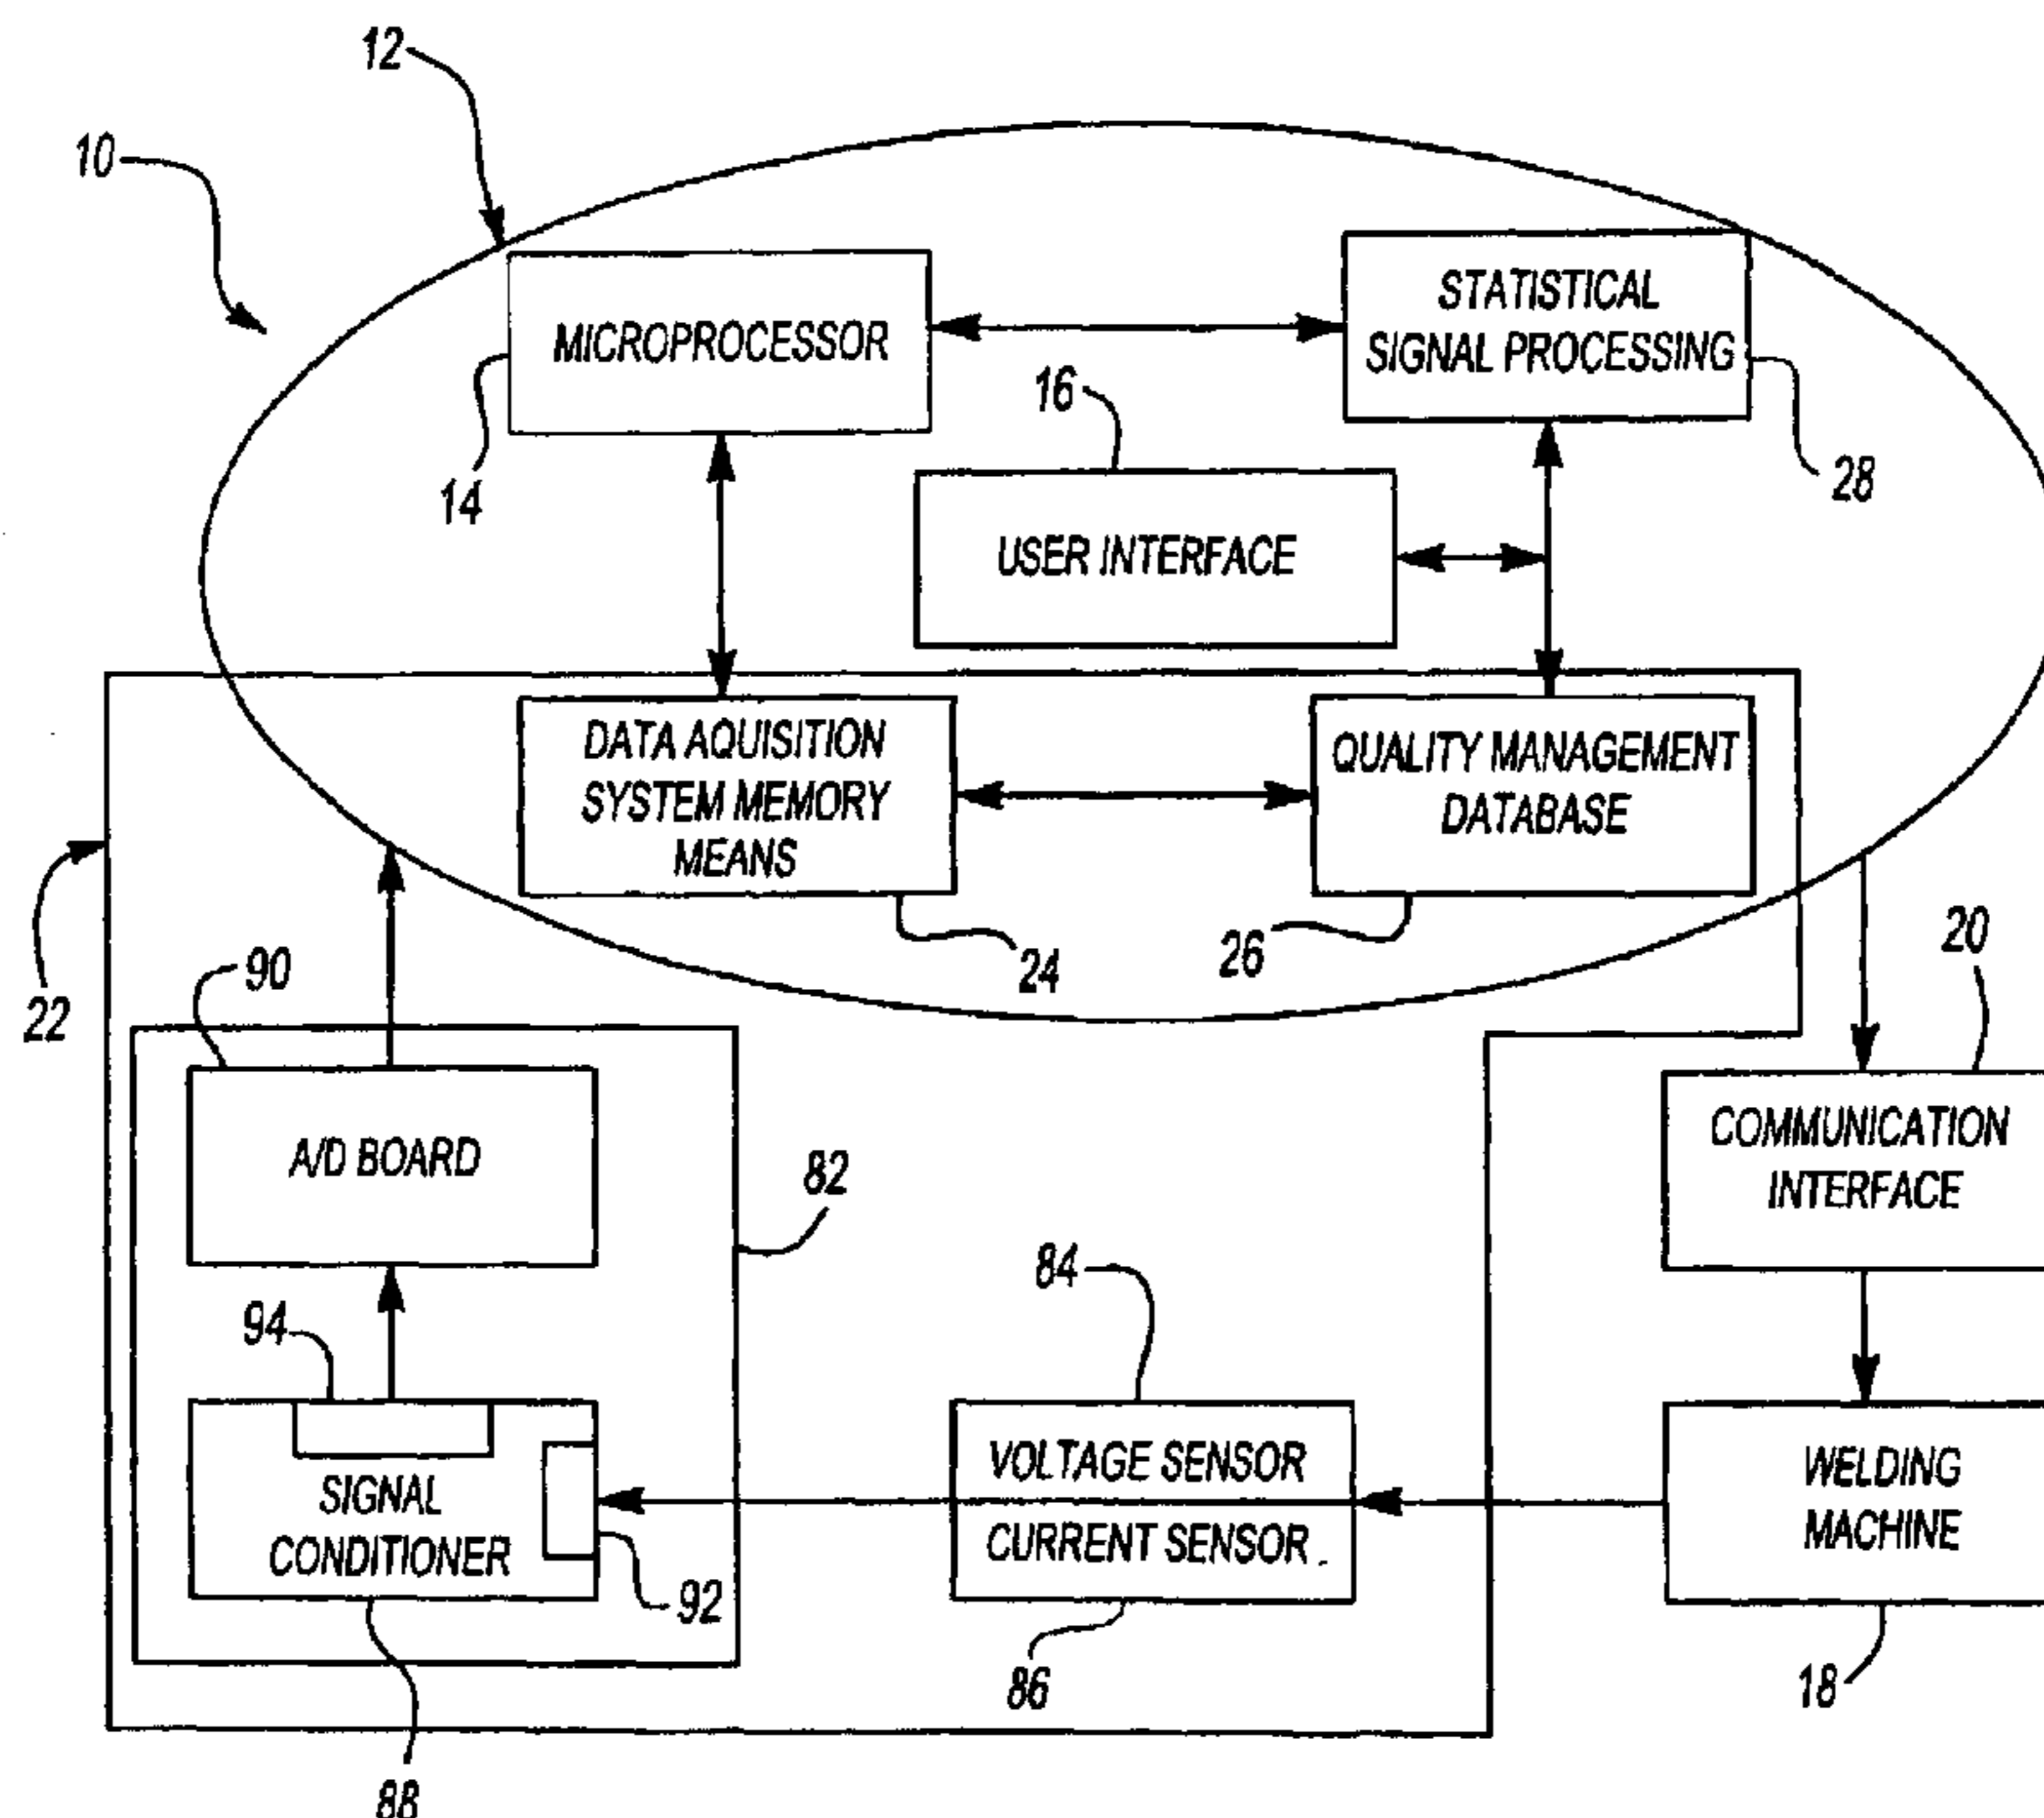 12
10
MICROPROCESSOR
STATISTICAL
SIGNAL PROCESSING
16
14
28
USER INTERFACE
DATA AQUISITION
SYSTEM MEMORY
MEANS
QUALITY MANAGEMENT
DATABASE
22
90
24
26
20
A/D BOARD
82
COMMUNICATION
INTERFACE
94
84
SIGNAL
CONDITIONER
92
VOLTAGE SENSOR
CURRENT SENSOR
WELDING
MACHINE
86
18
88